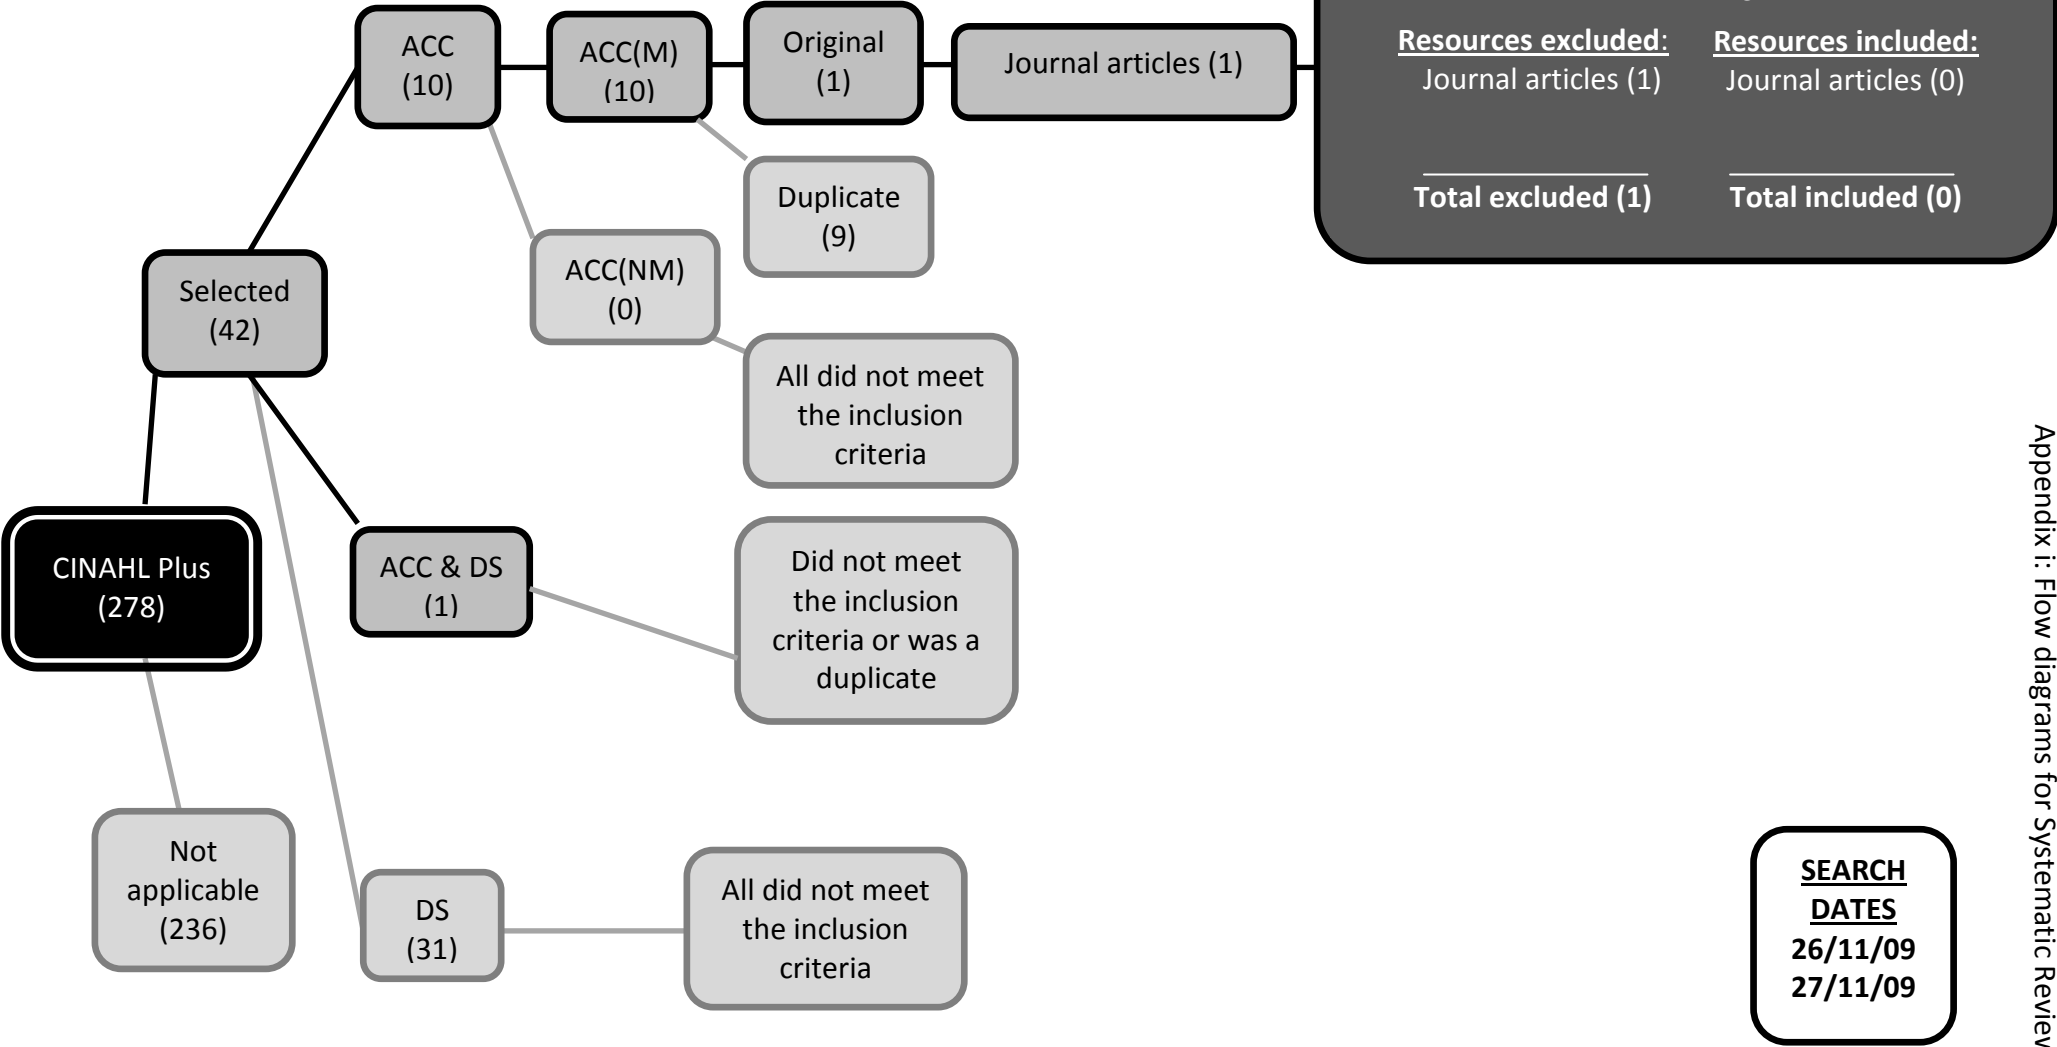 ACC
(10)
ACC(M)
(10)
Original
(1)
Journal articles (1)
Resources excluded:
Journal articles (1)
Total excluded (1)
Resources included:
Journal articles (0)
Total included (0)
Duplicate
(9)
ACC(NM)
(0)
Selected
(42)
All did not meet
the inclusion
criteria
CINAHL Plus
(278)
ACC & DS
(1)
Did not meet
the inclusion
criteria or was a
duplicate
Not
applicable
(236)
DS
(31)
All did not meet
the inclusion
criteria
SEARCH
DATES
26/11/09
27/11/09
Appendix i: Flow diagrams for Systematic Review